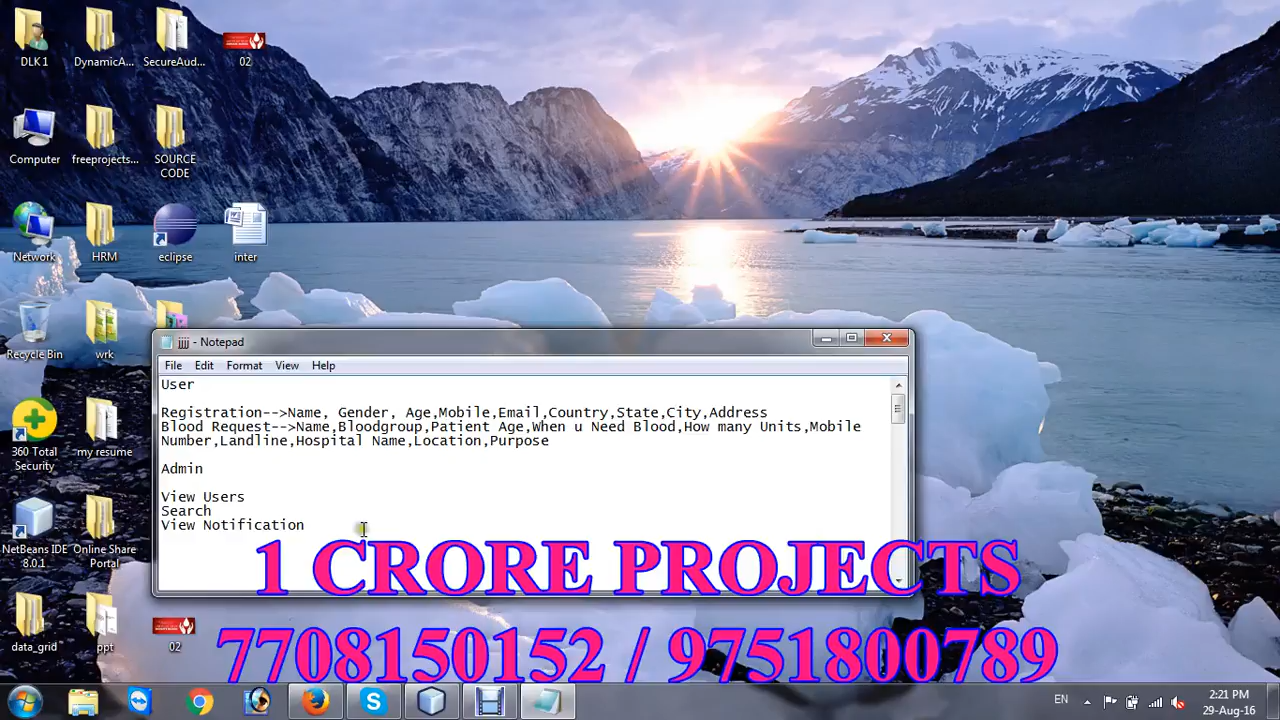 DLK 1
DynamicA...
SecureAud...
02
Computer
freeprojects...
SOURCE
CODE
Network
HRM
eclipse
inter
Recycle Bin
wrk
jjjj - Notepad
File Edit Format View Help
User
Registration-->Name, Gender, Age,Mobile,Email,Country,State,City,Address
Blood Request-->Name,Bloodgroup,Patient Age,When u Need Blood,How many Units,Mobile
Number,Landline,Hospital Name,Location,Purpose
Admin
View Users
Search
View Notification
360 Total
Security
my resume
NetBeans IDE
8.0.1
Online Share
Portal
data_grid
ppt
02
1 CRORE PROJECTS
7708150152 / 9751800789
EN
2:21 PM
29-Aug-16